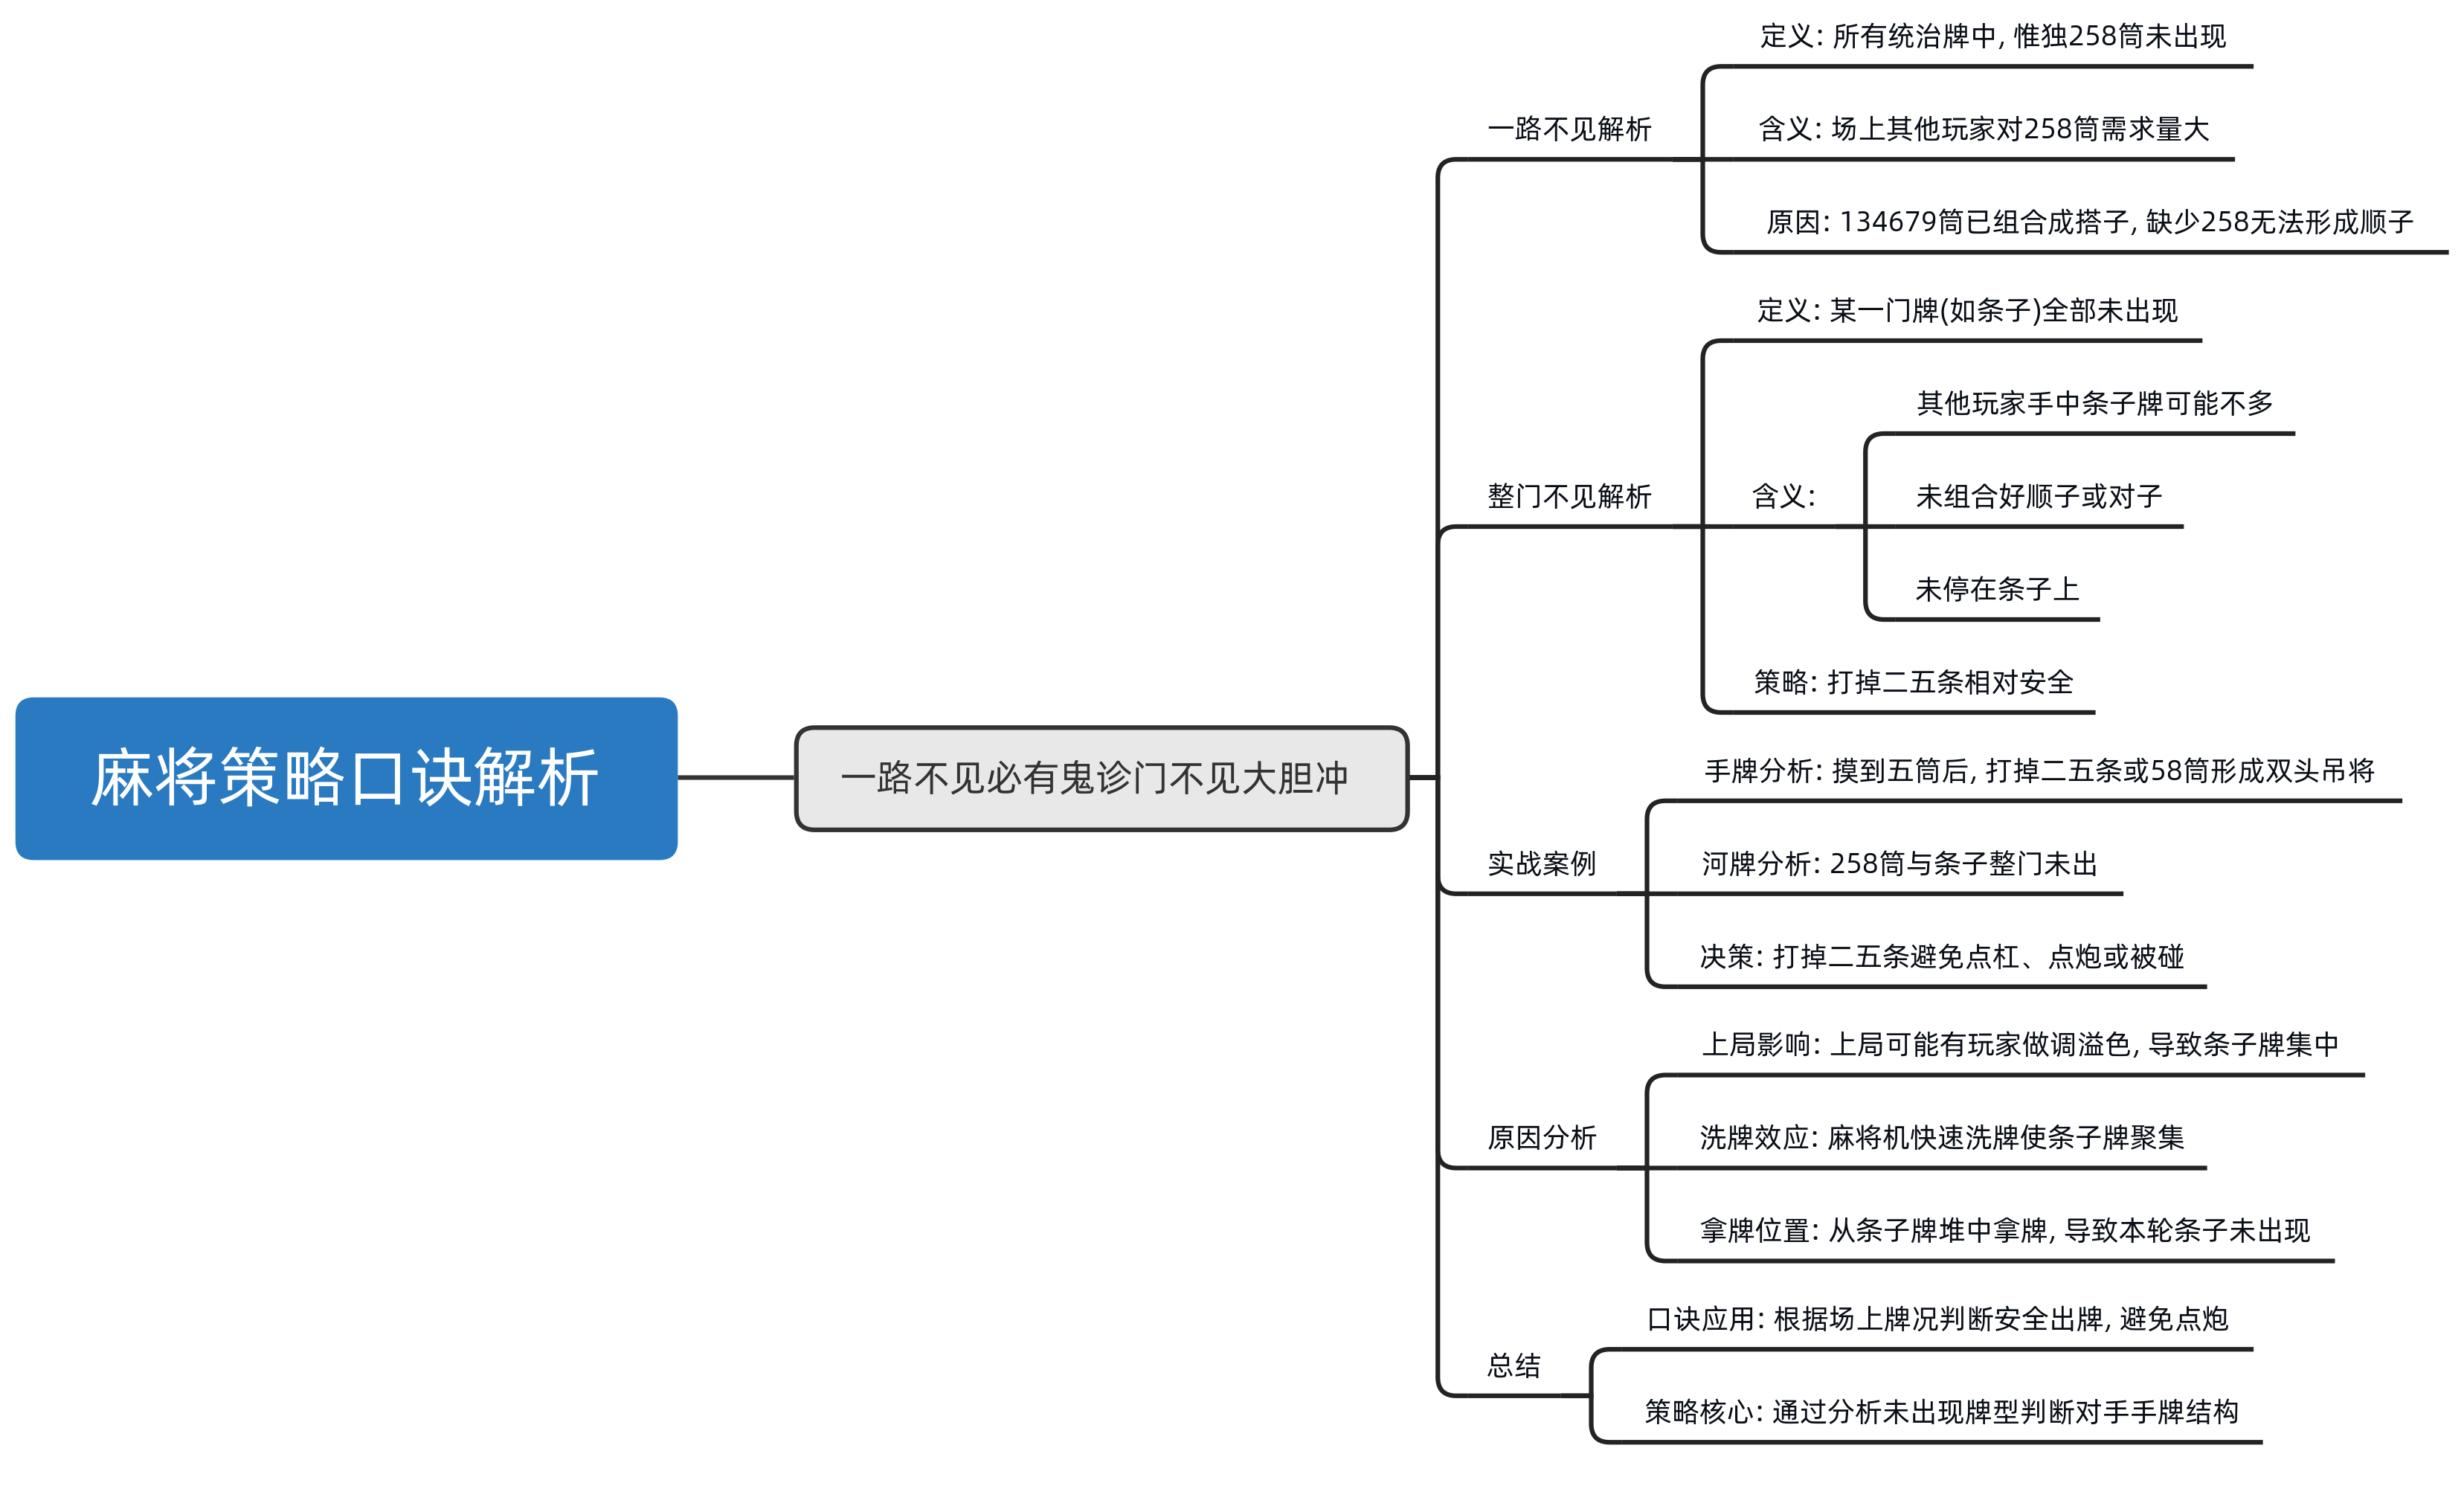 麻将策略口诀解析
一路不见必有鬼诊门不见大胆冲
一路不见解析
定义: 所有统治牌中, 惟独258筒未出现
含义: 场上其他玩家对258筒需求量大
原因: 134679筒已组合成搭子, 缺少258无法形成顺子
整门不见解析
定义: 某一门牌(如条子)全部未出现
含义:
其他玩家手中条子牌可能不多
未组合好顺子或对子
未停在条子上
策略: 打掉二五条相对安全
实战案例
手牌分析: 摸到五筒后, 打掉二五条或58筒形成双头吊将
河牌分析: 258筒与条子整门未出
决策: 打掉二五条避免点杠、点炮或被碰
原因分析
上局影响: 上局可能有玩家做调溢色, 导致条子牌集中
洗牌效应: 麻将机快速洗牌使条子牌聚集
拿牌位置: 从条子牌堆中拿牌, 导致本轮条子未出现
总结
口诀应用: 根据场上牌况判断安全出牌, 避免点炮
策略核心: 通过分析未出现牌型判断对手手牌结构